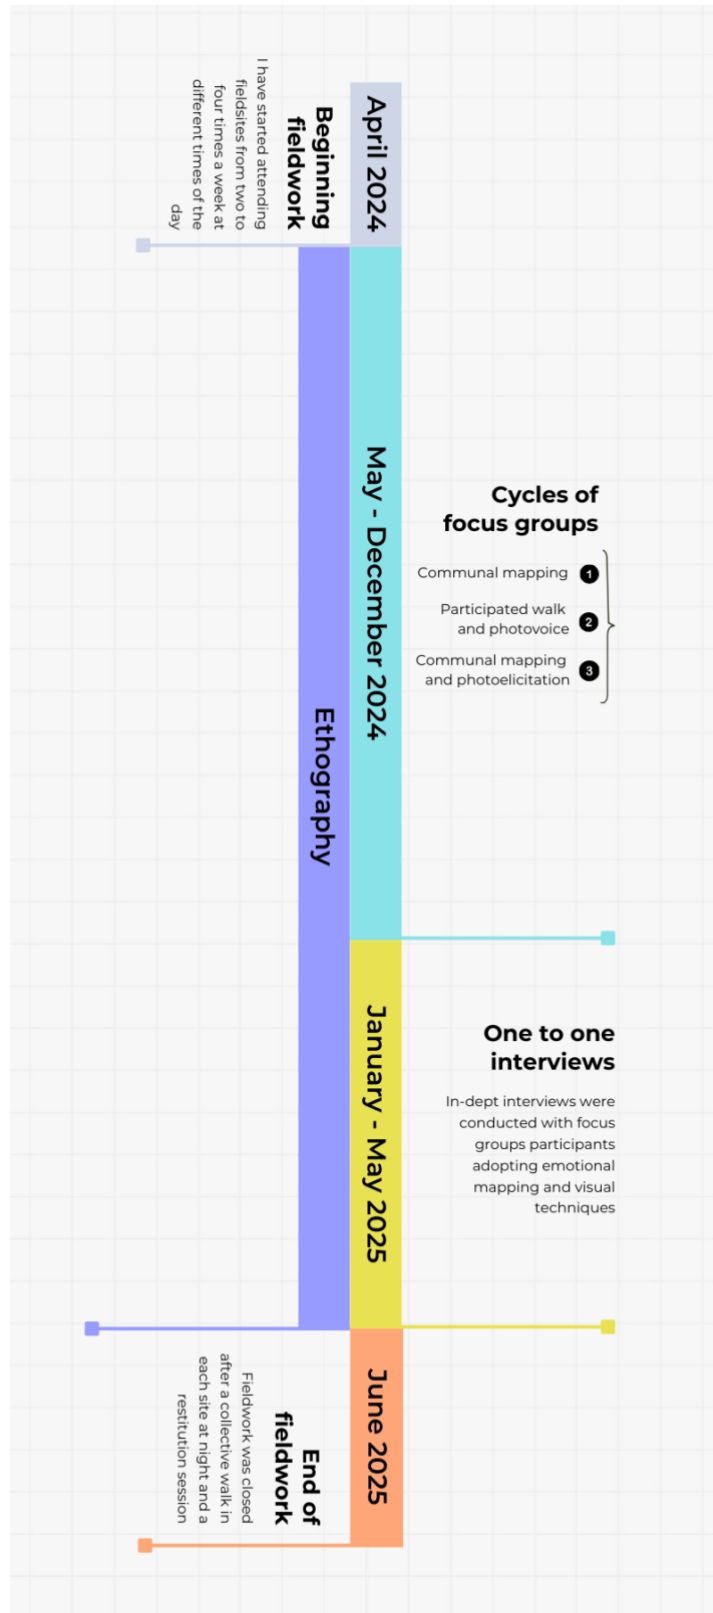 April 2024
Beginning
fieldwork
I have started attending
fieldsites from two to
four times a week at
different times of the
day
May - December 2024
Cycles of
focus groups
Communal mapping 1
Participated walk
and photovoice 2
Communal mapping
and photoelicitation 3
Ethography
January - May 2025
One to one
interviews
In-dept interviews were
conducted with focus
groups participants
adopting emotional
mapping and visual
techniques
June 2025
End of
fieldwork
Fieldwork was closed
after a collective walk in
each site at night and a
restitution session